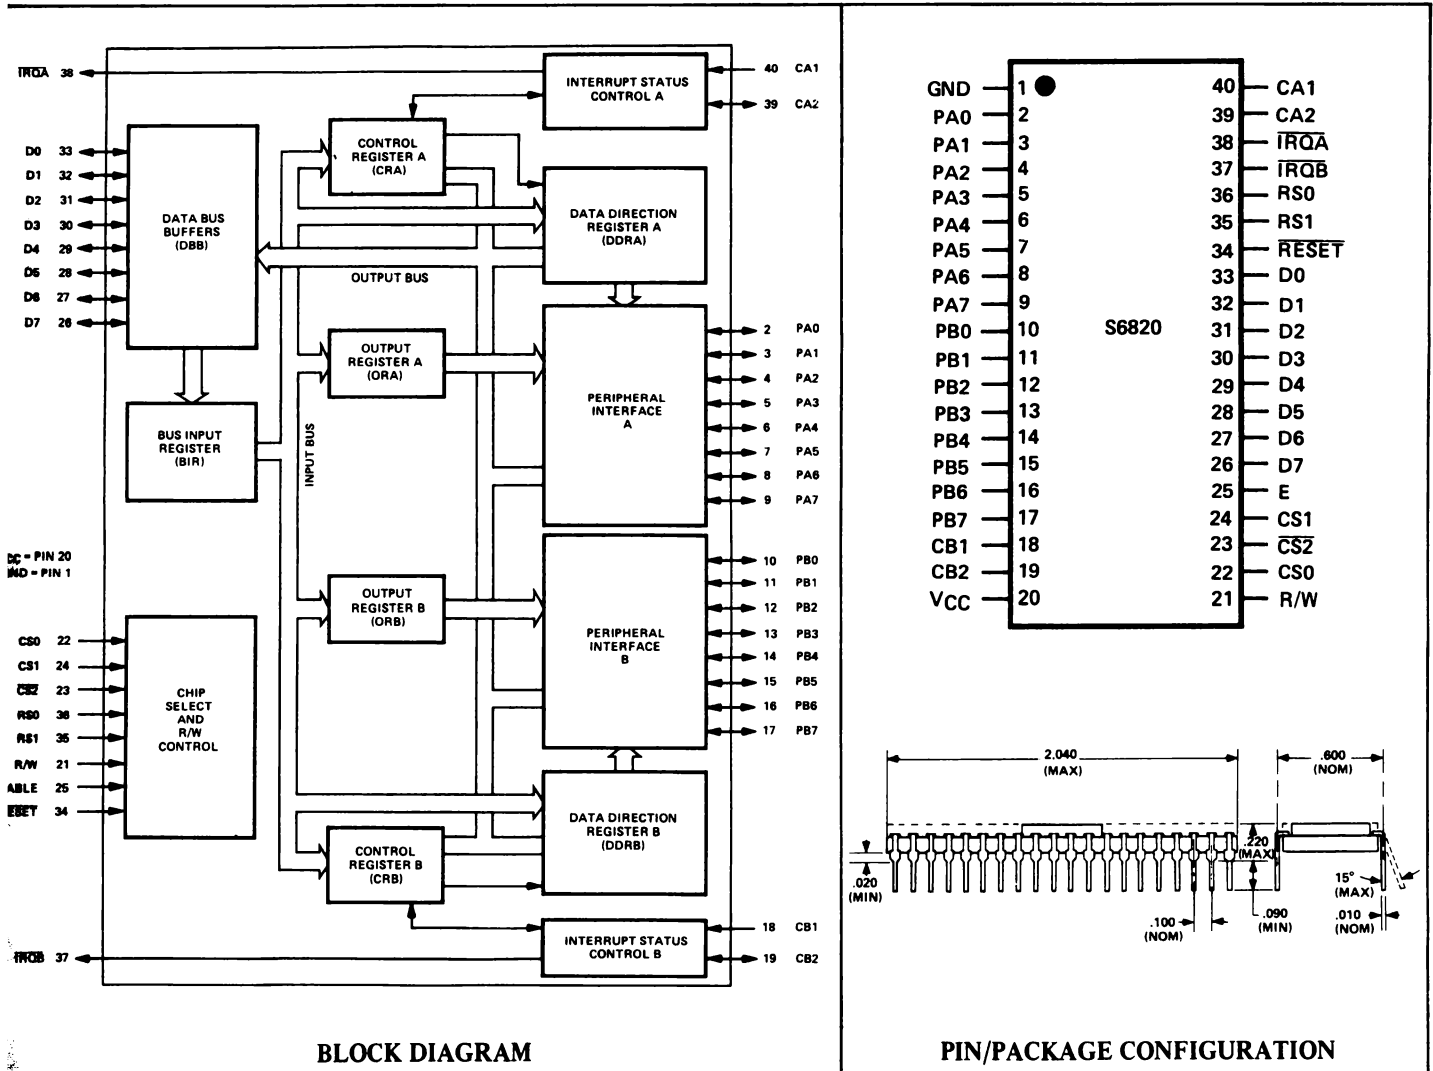 IRQA 38
INTERRUPT STATUS
CONTROL A
40 CA1
39 CA2
CONTROL
REGISTER A
(CRA)
D0 33
D1 32
D2 31
D3 30
D4 29
D5 28
D6 27
D7 26
DATA BUS
BUFFERS
(DBB)
DATA DIRECTION
REGISTER A
(DDRA)
OUTPUT BUS
OUTPUT
REGISTER A
(ORA)
INPUT BUS
BUS INPUT
REGISTER
(BIR)
PERIPHERAL
INTERFACE
A
2 PA0
3 PA1
4 PA2
5 PA3
6 PA4
7 PA5
8 PA6
9 PA7
CC = PIN 20
ND = PIN 1
OUTPUT
REGISTER B
(ORB)
PERIPHERAL
INTERFACE
B
10 PB0
11 PB1
12 PB2
13 PB3
14 PB4
15 PB5
16 PB6
17 PB7
CS0 22
CS1 24
CS2 23
RS0 36
RS1 35
R/W 21
ABLE 25
ESET 34
CHIP
SELECT
AND
R/W
CONTROL
DATA DIRECTION
REGISTER B
(DDRB)
CONTROL
REGISTER B
(CRB)
INTERRUPT STATUS
CONTROL B
18 CB1
19 CB2
IRQB 37
BLOCK DIAGRAM
GND 1 40 CA1
PA0 2 39 CA2
PA1 3 38 IRQA
PA2 4 37 IRQB
PA3 5 36 RS0
PA4 6 35 RS1
PA5 7 34 RESET
PA6 8 33 D0
PA7 9 32 D1
PB0 10 S6820 31 D2
PB1 11 30 D3
PB2 12 29 D4
PB3 13 28 D5
PB4 14 27 D6
PB5 15 26 D7
PB6 16 25 E
PB7 17 24 CS1
CB1 18 23 CS2
CB2 19 22 CS0
VCC 20 21 R/W
2.040
(MAX)
.600
(NOM)
.220
(MAX)
.020
(MIN)
15°
(MAX)
.100
(NOM)
.090
(MIN)
.010
(NOM)
PIN/PACKAGE CONFIGURATION